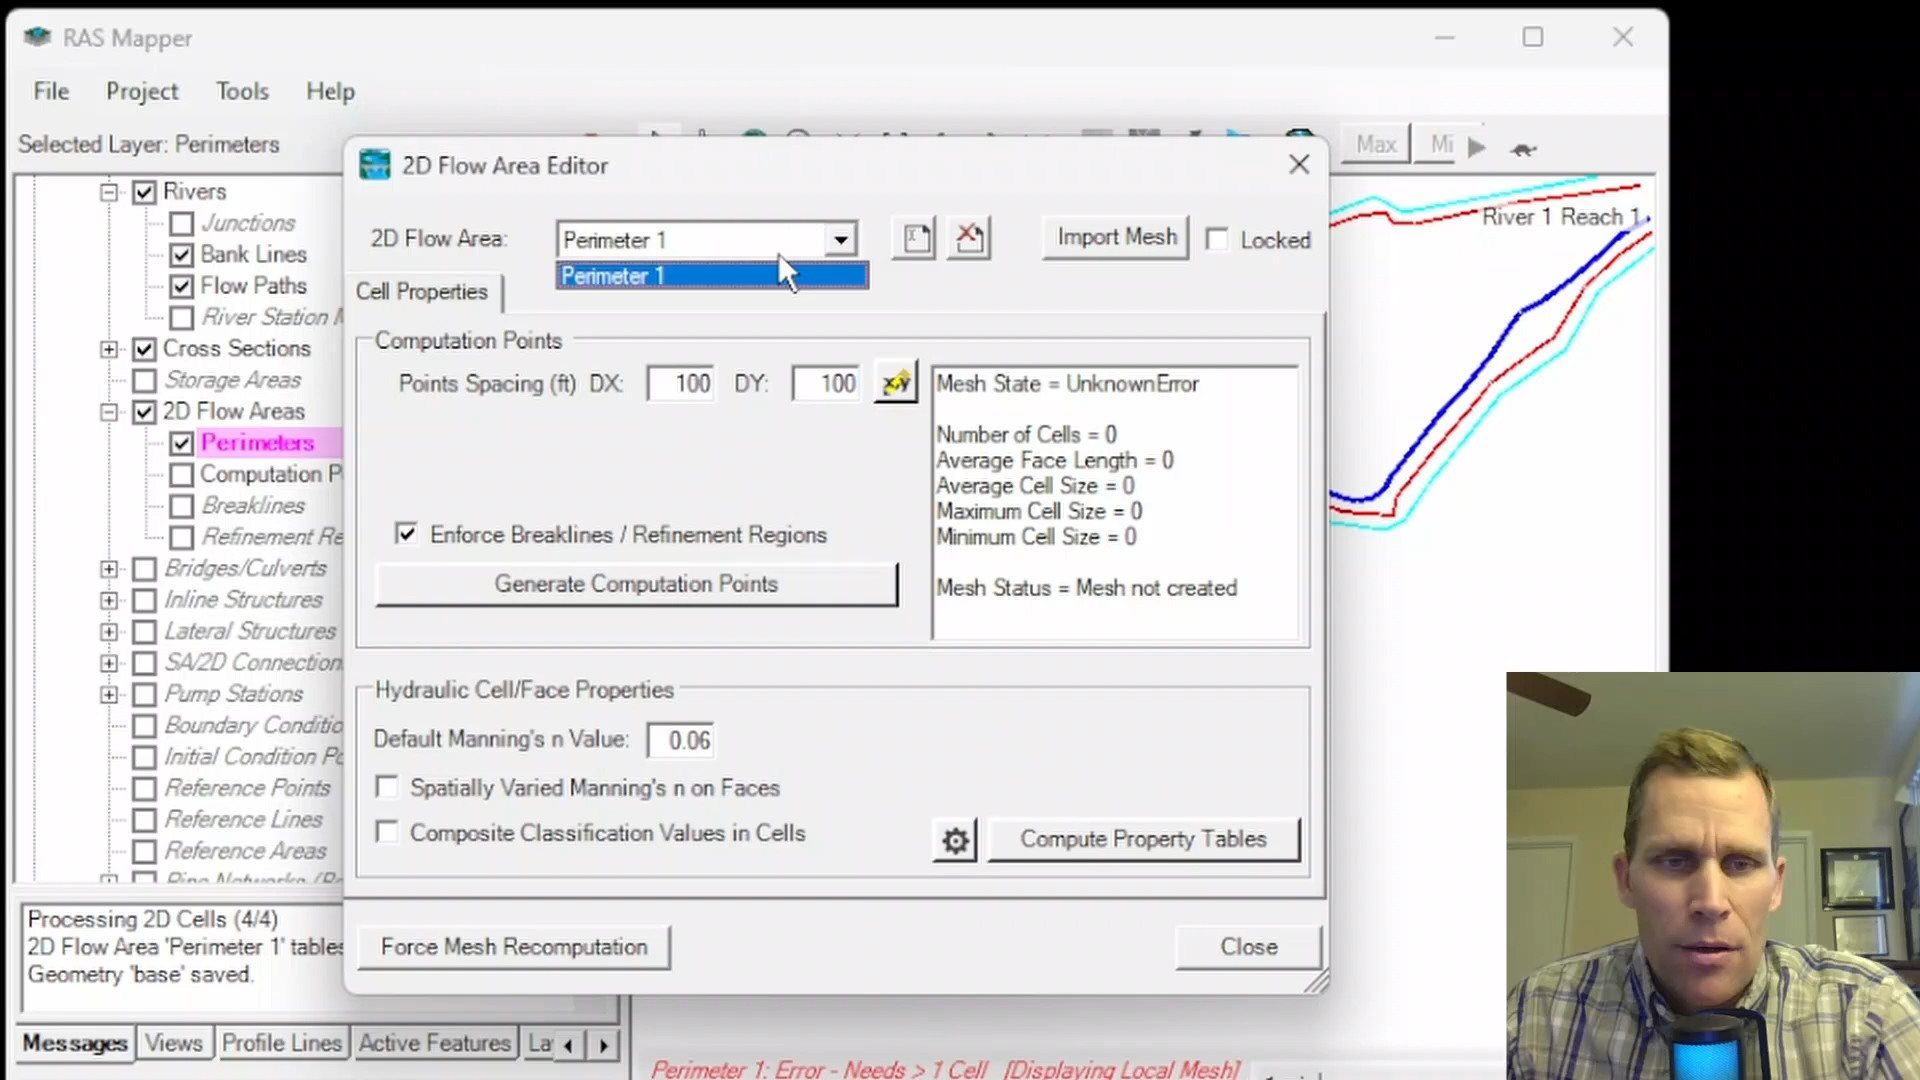 RAS Mapper
File Project Tools Help
Selected Layer: Perimeters
Max
Mi
Rivers
Junctions
Bank Lines
Flow Paths
River Station
Cross Sections
Storage Areas
2D Flow Areas
Perimeters
Computation P
Breaklines
Refinement Re
Bridges/Culverts
Inline Structures
Lateral Structures
SA/2D Connection
Pump Stations
Boundary Conditio
Initial Condition Po
Reference Points
Reference Lines
Reference Areas
2D Flow Area Editor
2D Flow Area: Perimeter 1
Perimeter 1
Import Mesh
Locked
Cell Properties
Computation Points
Points Spacing (ft) DX: 100 DY: 100
Enforce Breaklines / Refinement Regions
Generate Computation Points
Mesh State = UnknownError
Number of Cells = 0
Average Face Length = 0
Average Cell Size = 0
Maximum Cell Size = 0
Minimum Cell Size = 0
Mesh Status = Mesh not created
Hydraulic Cell/Face Properties
Default Manning's n Value: 0.06
Spatially Varied Manning's n on Faces
Composite Classification Values in Cells
Compute Property Tables
Force Mesh Recomputation
Close
River 1 Reach 1
Processing 2D Cells (4/4)
2D Flow Area 'Perimeter 1' tables
Geometry 'base' saved.
Messages Views Profile Lines Active Features La
Perimeter 1: Error - Needs > 1 Cell [Displaying Local Mesh]